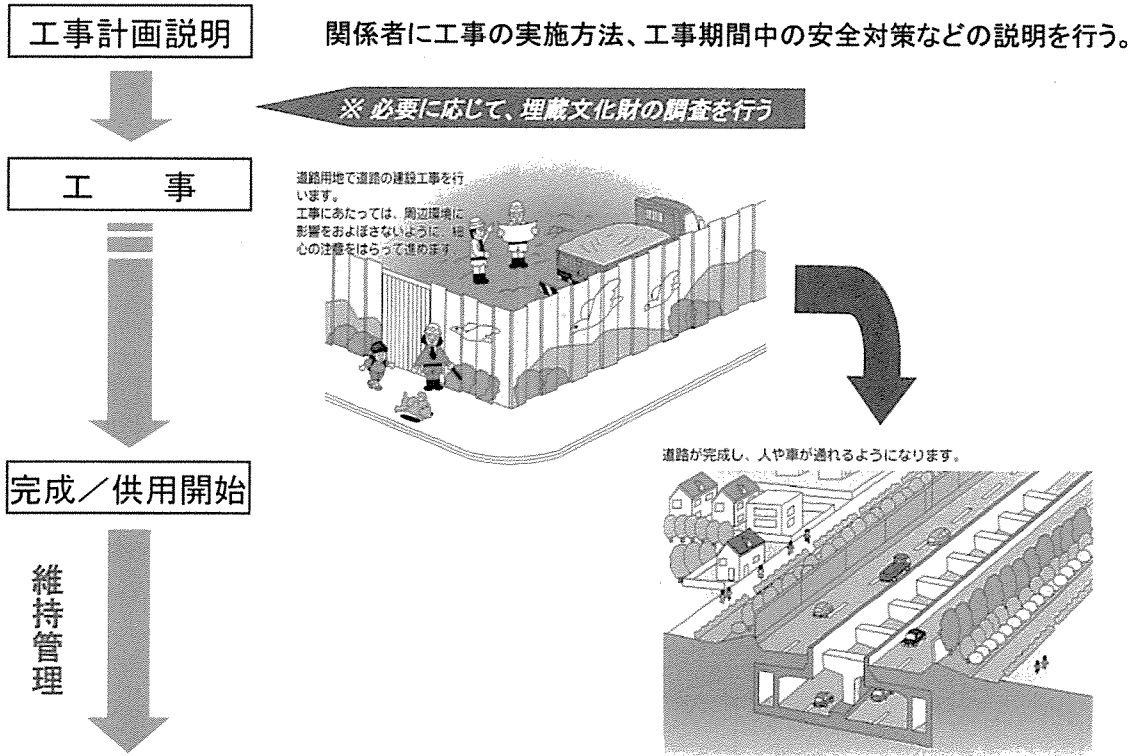 工事計画説明
関係者に工事の実施方法、工事期間中の安全対策などの説明を行う。
※ 必要に応じて、埋蔵文化財の調査を行う
工　事
道路用地で道路の建設工事を行
います。
工事にあたっては、周辺環境に
影響をおよぼさないように、細
心の注意をはらって進めます。
道路が完成し、人や車が通れるようになります。
完成／供用開始
維持管理